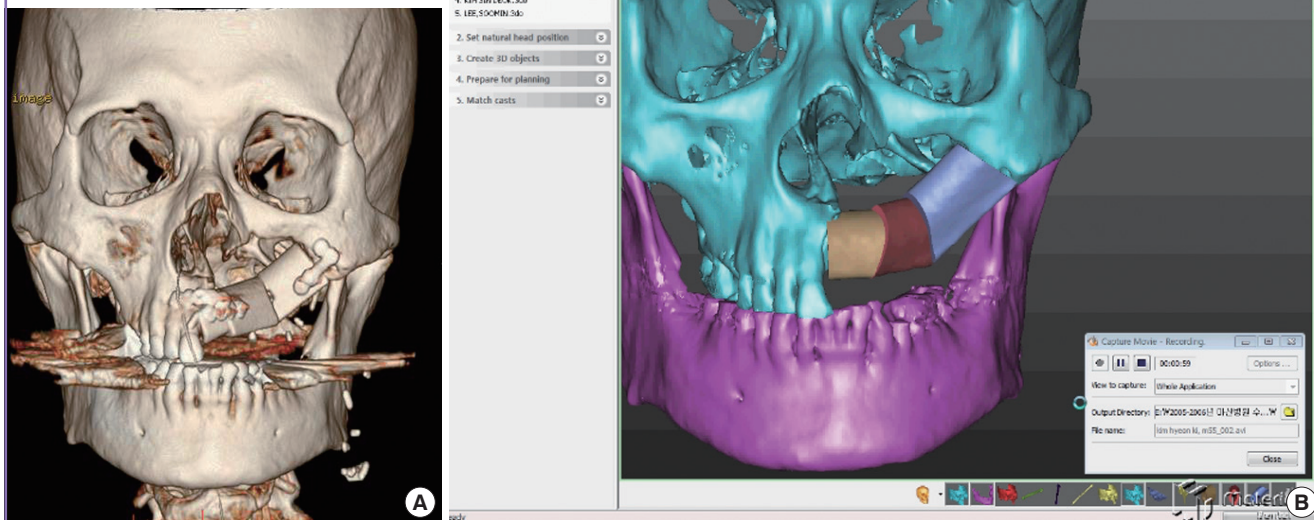 image
A
5. LEE,SOOMIN.3do
2. Set natural head position
3. Create 3D objects
4. Prepare for planning
5. Match casts
Capture Movie - Recording.
00:00:59
Options ...
View to capture:
Whole Application
Output Directory:
File name:
kim hyeon ki, m55_002.avi
Close
B